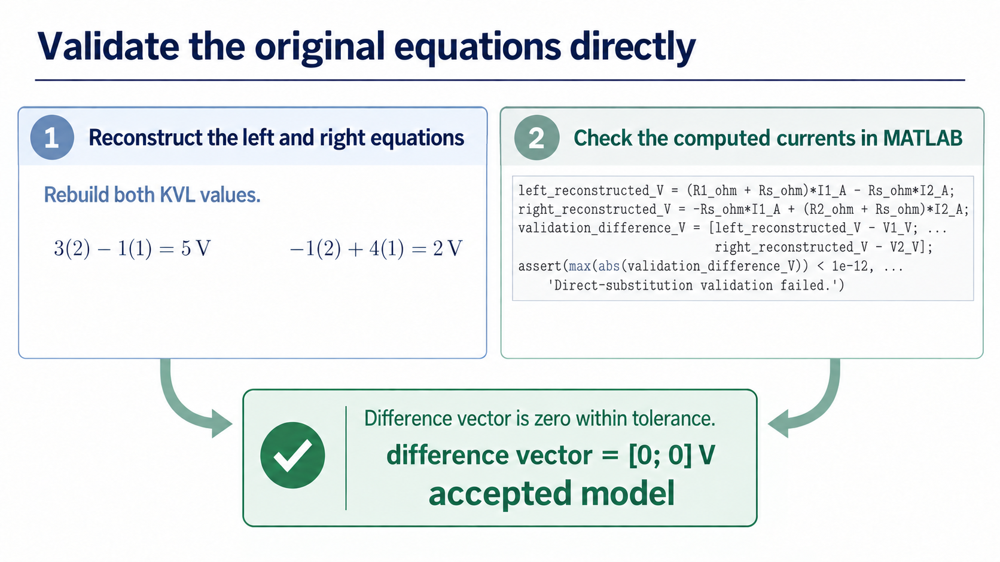 Validate the original equations directly
1 Reconstruct the left and right equations
Rebuild both KVL values.
3(2) − 1(1) = 5 V
−1(2) + 4(1) = 2 V
2 Check the computed currents in MATLAB
left_reconstructed_V = (R1_ohm + Rs_ohm)*I1_A - Rs_ohm*I2_A;
right_reconstructed_V = -Rs_ohm*I1_A + (R2_ohm + Rs_ohm)*I2_A;
validation_difference_V = [left_reconstructed_V - V1_V; ...
right_reconstructed_V - V2_V];
assert(max(abs(validation_difference_V)) < 1e-12, ...
'Direct-substitution validation failed.')
Difference vector is zero within tolerance.
difference vector = [0; 0] V
accepted model